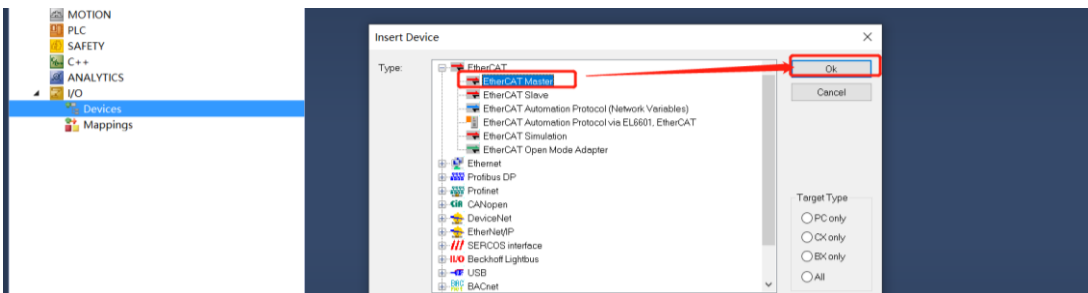 MOTION
PLC
SAFETY
C++
ANALYTICS
I/O
Devices
Mappings
Insert Device
Type:
EtherCAT
EtherCAT Master
EtherCAT Slave
EtherCAT Automation Protocol (Network Variables)
EtherCAT Automation Protocol via EL6601, EtherCAT
EtherCAT Simulation
EtherCAT Open Mode Adapter
Ethernet
Profibus DP
Profinet
CANopen
DeviceNet
EtherNet/IP
SERCOS interface
Beckhoff Lightbus
USB
BACnet
Ok
Cancel
Target Type
PC only
CX only
BX only
All